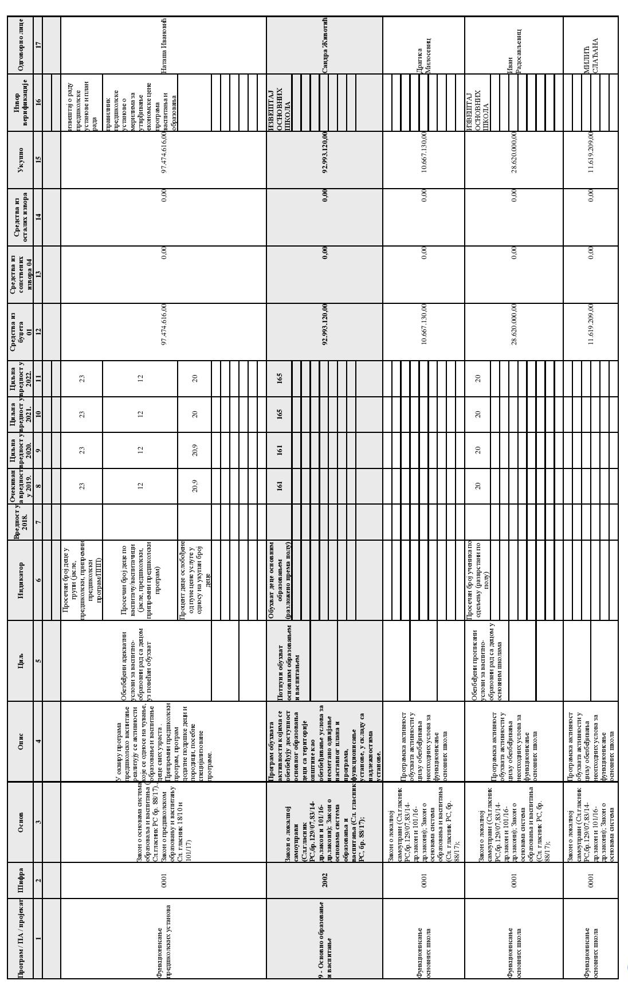 Програм / ПА / пројекат
Шифра
Основ
Опис
Циљ
Индикатор
Вредност у
2018.
Очекиван
а вредност
у 2019.
Циљна
вредност у
2020.
Циљна
вредност у
2021.
Циљна
вредност у
2022.
Средства из
буџета
01
Средства из
сопствених
извора 04
Средства из
осталих извора
Укупно
Извор
верификације
Одговорно лице
1
2
3
4
5
6
7
8
9
10
11
12
13
14
15
16
17
Функционисање
предшколских установа
0001
Закон о основама система
образовања и васпитања (
Сл.гласник РС бр. 88/17).,
Закон о предшколском
образовању и васпитању
Сл. гласник 18/10 и
101/17)
У оквиру програма
предшколско васпитање
реализују се активности
које се односе на чување,
образовање и васпитање
деце свих узраста .
Припремни предшколски
програм, програм
додатне подршке деци и
породици, посебне
специјализоване
програме.
Обезбеђени адекватни
услови за васпитно-
образовни рад са децом
уз повећан обухват
Просечан број деце у
групи (јасле,
предшколски, припремни
предшколски
програм/ППП)
23
23
23
23
извештај о раду
предшколске
установе и план
рада
Просечан број деце по
васпитачу/васпитачици
(јасле, предшколски,
припремни предшколски
програм)
12
12
12
12
правилник
предшколске
установе о
мерилима за
утврђивање
економске цене
програма
васпитања и
образовања
Процент деце ослобођене
од пуне цене услуге у
односу на укупан број
деце
20,9
20,9
20
20
97.474.616,00
0,00
0,00
97.474.616,00
Наташа Ивановић
9 - Основно образовање
и васпитање
2002
Закон о локалној
самоуправи
(Сл.гласник
РС,бр.129/07,83/14-
др.закон и 101/16-
др.закони); Закон о
основама система
образовања и
васпитања (Сл. гласник
РС, бр. 88/17);
Програм обухвата
активности којима се
обезбеђују доступност
основног образовања
деци са територије
општине као
обезбеђивање услова за
несметано одвијање
наставног плана и
програма,
функционисање
установе, у складу са
надлежностима
установе.
Потпуни обухват
основним образовањем
и васпитањем
Обухват деце основним
образовањем
(разложено према полу)
161
161
165
165
92.993.120,00
0,00
0,00
92.993.120,00
ИЗВЕШТАЈ
ОСНОВНИХ
ШКОЛА
Сандра Животић
Функционисање
основних школа
0001
Закон о локалној
самоуправи (Сл.гласник
РС,бр.129/07,83/14-
др.закон и 101/16-
др.закони); Закон о
основама система
образовања и васпитања
(Сл. гласник РС, бр.
88/17);
Програмска активност
обухвата активности у
циљу обезбеђивања
неопходних услова за
функционисање
основних школа
10.667.130,00
0,00
0,00
10.667.130,00
Драгиса
Милосевиц
Функционисање
основних школа
0001
Закон о локалној
самоуправи (Сл.гласник
РС,бр.129/07,83/14-
др.закон и 101/16-
др.закони); Закон о
основама система
образовања и васпитања
(Сл. гласник РС, бр.
88/17);
Програмска активност
обухвата активности у
циљу обезбеђивања
неопходних услова за
функционисање
основних школа
Обезбеђени прописани
услови за васпитно-
образовни рад са децом у
основним школама
Просечан број ученика по
одељењу (разврстани по
полу)
20
20
20
20
28.620.000,00
0,00
0,00
28.620.000,00
ИЗВЕШТАЈ
ОСНОВНИХ
ШКОЛА
Иван
Радосављевиц
Функционисање
основних школа
0001
Закон о локалној
самоуправи (Сл.гласник
РС,бр.129/07,83/14-
др.закон и 101/16-
др.закони); Закон о
основама система
Програмска активност
обухвата активности у
циљу обезбеђивања
неопходних услова за
функционисање
основних школа
11.619.209,00
0,00
0,00
11.619.209,00
МИЛИЋ
СЛАЂАНА